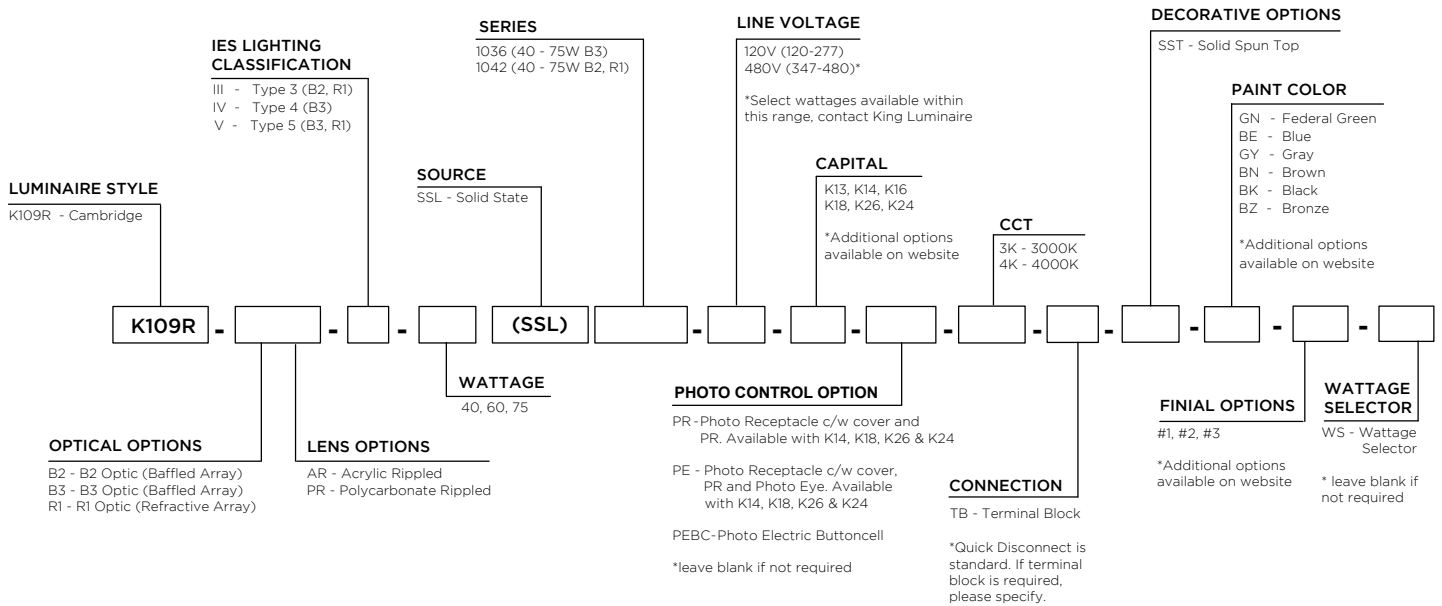 LUMINAIRE STYLE
K109R - Cambridge
IES LIGHTING
CLASSIFICATION
III - Type 3 (B2, R1)
IV - Type 4 (B3)
V - Type 5 (B3, R1)
SOURCE
SSL - Solid State
SERIES
1036 (40 - 75W B3)
1042 (40 - 75W B2, R1)
LINE VOLTAGE
120V (120-277)
480V (347-480)*
*Select wattages available within
this range, contact King Luminaire
CAPITAL
K13, K14, K16
K18, K26, K24
*Additional options
available on website
CCT
3K - 3000K
4K - 4000K
DECORATIVE OPTIONS
SST - Solid Spun Top
PAINT COLOR
GN - Federal Green
BE - Blue
GY - Gray
BN - Brown
BK - Black
BZ - Bronze
*Additional options
available on website
K109R - - - (SSL) - - - - - - - - -
OPTICAL OPTIONS
B2 - B2 Optic (Baffled Array)
B3 - B3 Optic (Baffled Array)
R1 - R1 Optic (Refractive Array)
LENS OPTIONS
AR - Acrylic Rippled
PR - Polycarbonate Rippled
WATTAGE
40, 60, 75
PHOTO CONTROL OPTION
PR - Photo Receptacle c/w cover and
PR. Available with K14, K18, K26 & K24
PE - Photo Receptacle c/w cover,
PR and Photo Eye. Available
with K14, K18, K26 & K24
PEBC-Photo Electric Buttoncell
*leave blank if not required
CONNECTION
TB - Terminal Block
*Quick Disconnect is
standard. If terminal
block is required,
please specify.
FINIAL OPTIONS
#1, #2, #3
*Additional options
available on website
WATTAGE
SELECTOR
WS - Wattage
Selector
* leave blank if
not required